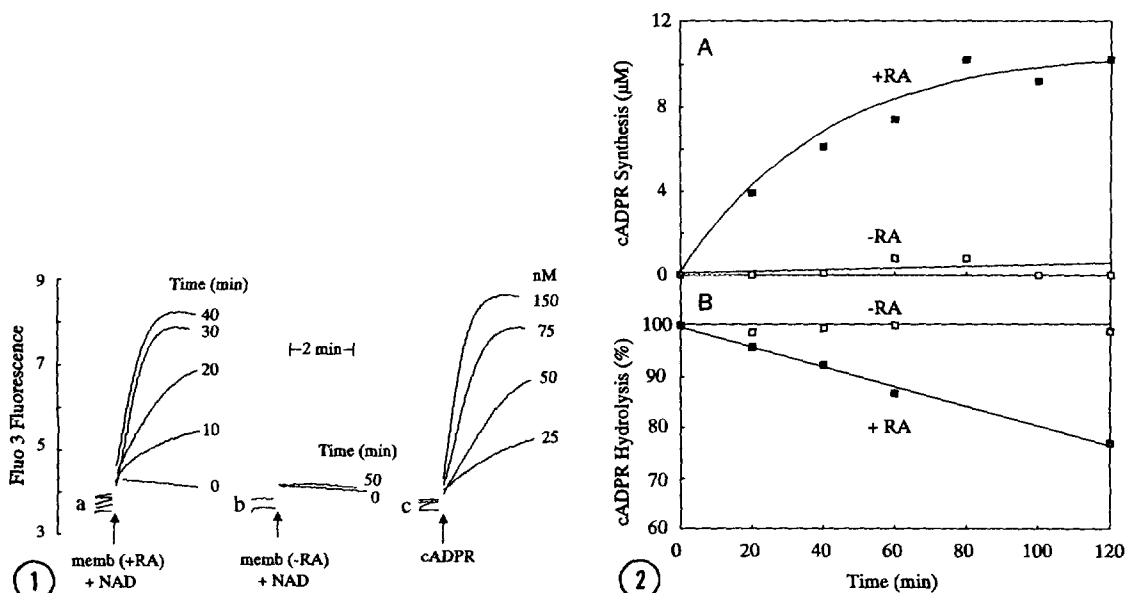 9
7
5
3
Fluo 3 Fluorescence
Time (min)
40
30
20
10
0
a
memb (+RA)
+ NAD
2 min
Time (min)
50
0
b
memb (-RA)
+ NAD
nM
150
75
50
25
c
cADPR
1
A
12
8
4
0
cADPR Synthesis (μM)
+RA
-RA
B
100
90
80
70
60
cADPR Hydrolysis (%)
-RA
+ RA
0 20 40 60 80 100 120
Time (min)
2